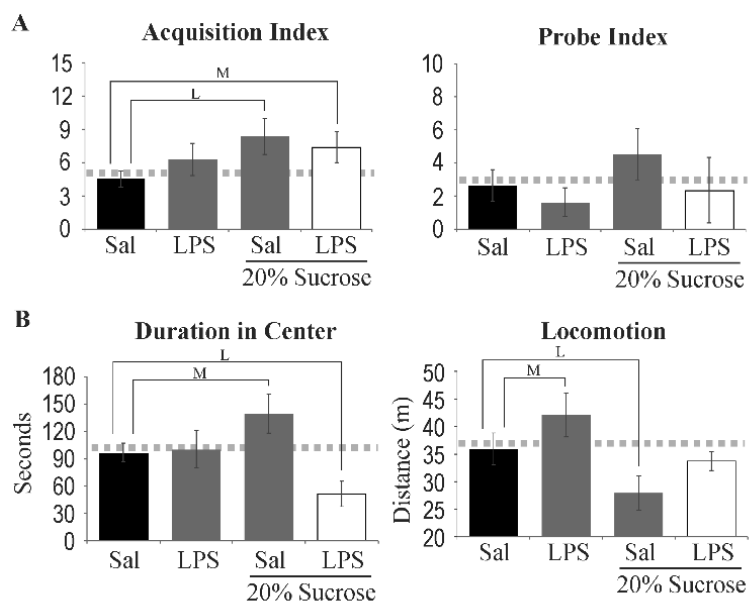 A
Acquisition Index
15
12
9
6
3
0
M
L
Sal LPS Sal LPS
20% Sucrose
Probe Index
10
8
6
4
2
0
Sal LPS Sal LPS
20% Sucrose
B
Duration in Center
Seconds
180
150
120
90
60
30
0
L
M
Sal LPS Sal LPS
20% Sucrose
Locomotion
Distance (m)
50
45
40
35
30
25
20
L
M
Sal LPS Sal LPS
20% Sucrose